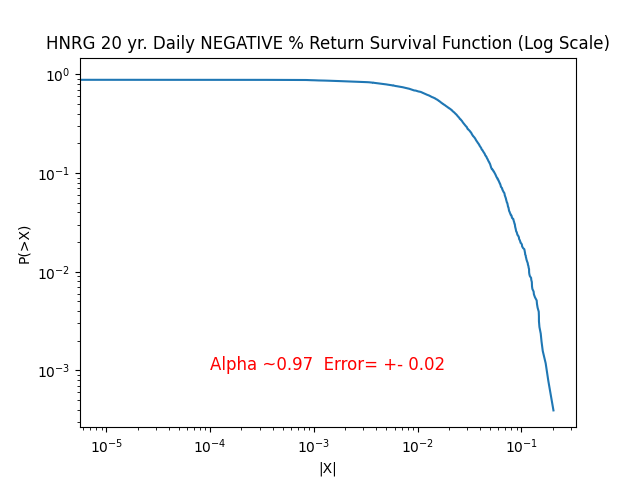 HNRG 20 yr. Daily NEGATIVE % Return Survival Function (Log Scale)
10⁰
10⁻¹
10⁻²
10⁻³
P(>X)
Alpha ~0.97  Error= +- 0.02
10⁻⁵ 10⁻⁴ 10⁻³ 10⁻² 10⁻¹
|X|